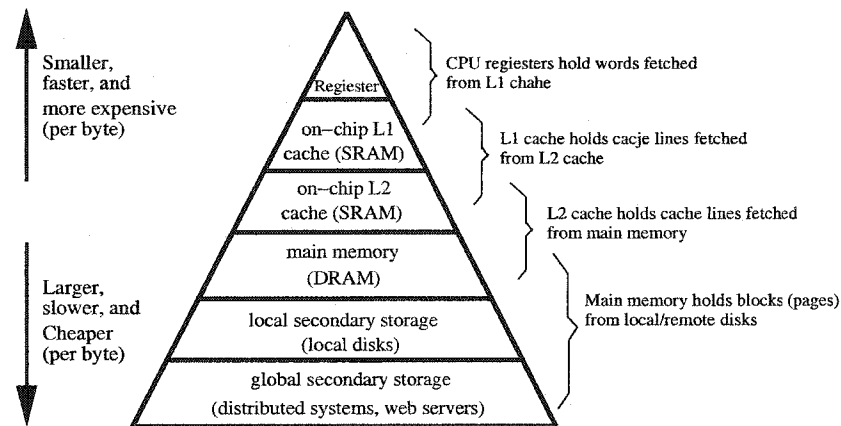 Smaller,
faster, and
more expensive
(per byte)
Larger,
slower, and
Cheaper
(per byte)
Regiester
on-chip L1
cache (SRAM)
on-chip L2
cache (SRAM)
main memory
(DRAM)
local secondary storage
(local disks)
global secondary storage
(distributed systems, web servers)
CPU regiesters hold words fetched
from L1 chahe
L1 cache holds cacje lines fetched
from L2 cache
L2 cache holds cache lines fetched
from main memory
Main memory holds blocks (pages)
from local/remote disks